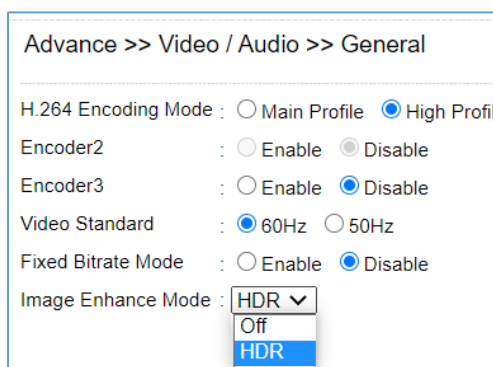 Advance >> Video / Audio >> General
H.264 Encoding Mode : Main Profile High Profi
Encoder2 : Enable Disable
Encoder3 : Enable Disable
Video Standard : 60Hz 50Hz
Fixed Bitrate Mode : Enable Disable
Image Enhance Mode : HDR
Off
HDR